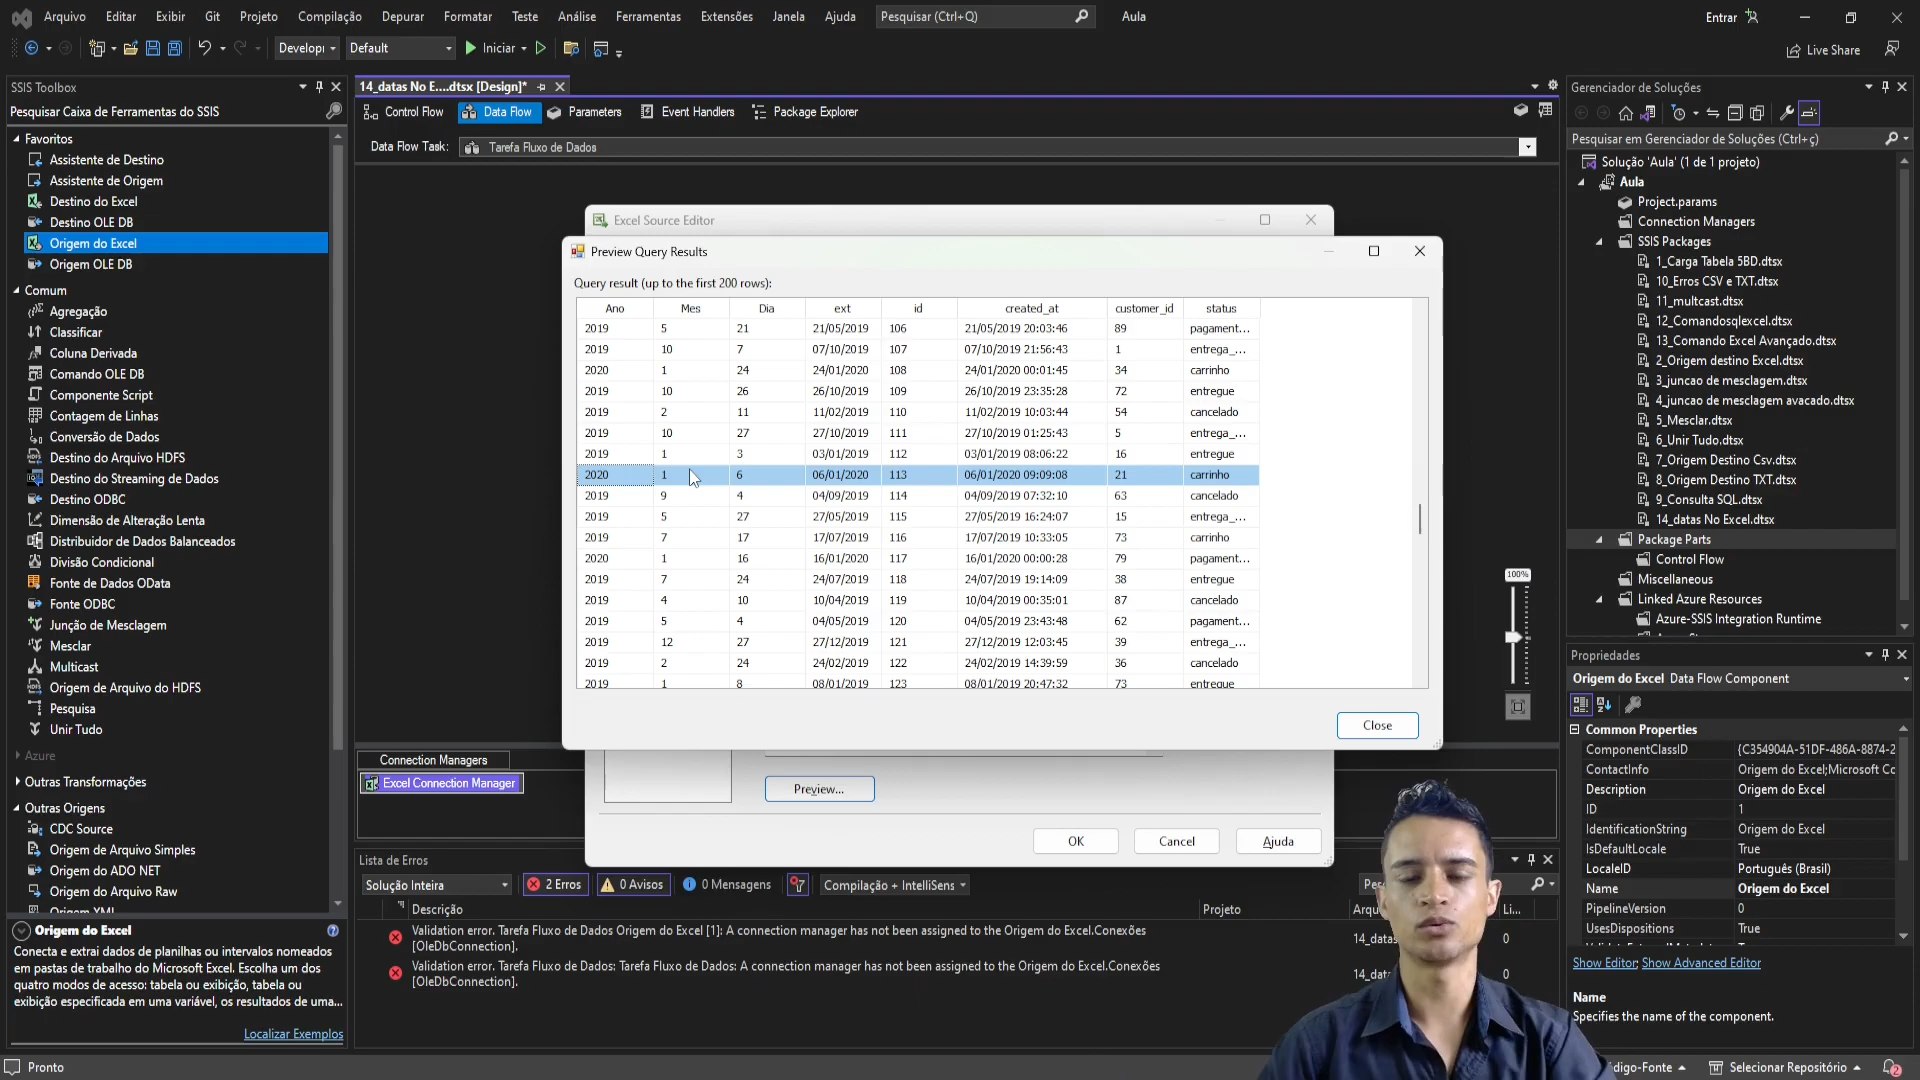 Arquivo Editar Exibir Git Projeto Compilação Depurar Formatar Teste Análise Ferramentas Extensões Janela Ajuda Pesquisar (Ctrl+Q) Aula Entrar
Developi Default Iniciar Live Share
SSIS Toolbox
Pesquisar Caixa de Ferramentas do SSIS
Favoritos
Assistente de Destino
Assistente de Origem
Destino do Excel
Destino OLE DB
Origem do Excel
Origem OLE DB
Comum
Agregação
Classificar
Coluna Derivada
Comando OLE DB
Componente Script
Contagem de Linhas
Conversão de Dados
Destino do Arquivo HDFS
Destino do Streaming de Dados
Destino ODBC
Dimensão de Alteração Lenta
Distribuidor de Dados Balanceados
Divisão Condicional
Fonte de Dados OData
Fonte ODBC
Junção de Mesclagem
Mesclar
Multicast
Origem de Arquivo do HDFS
Pesquisa
Unir Tudo
Azure
Outras Transformações
Outras Origens
CDC Source
Origem de Arquivo Simples
Origem do ADO NET
Origem do Arquivo Raw
Origem XML
Origem do Excel
Conecta e extrai dados de planilhas ou intervalos nomeados
em pastas de trabalho do Microsoft Excel. Escolha um dos
quatro modos de acesso: tabela ou exibição, tabela ou
exibição especificada em uma variável, os resultados de uma...
Localizar Exemplos
14_datas No E....dtsx [Design]*
Control Flow Data Flow Parameters Event Handlers Package Explorer
Data Flow Task: Tarefa Fluxo de Dados
Excel Source Editor
Preview Query Results
Query result (up to the first 200 rows):
Ano Mes Dia ext id created_at customer_id status
2019 5 21 21/05/2019 106 21/05/2019 20:03:46 89 pagament...
2019 10 7 07/10/2019 107 07/10/2019 21:56:43 1 entrega_...
2020 1 24 24/01/2020 108 24/01/2020 00:01:45 34 carrinho
2019 10 26 26/10/2019 109 26/10/2019 23:35:28 72 entregue
2019 2 11 11/02/2019 110 11/02/2019 10:03:44 54 cancelado
2019 10 27 27/10/2019 111 27/10/2019 01:25:43 5 entrega_...
2019 1 3 03/01/2019 112 03/01/2019 08:06:22 16 entregue
2020 1 6 06/01/2020 113 06/01/2020 09:09:08 21 carrinho
2019 9 4 04/09/2019 114 04/09/2019 07:32:10 63 cancelado
2019 5 27 27/05/2019 115 27/05/2019 16:24:07 15 entrega_...
2019 7 17 17/07/2019 116 17/07/2019 10:33:05 73 carrinho
2020 1 16 16/01/2020 117 16/01/2020 00:00:28 79 pagament...
2019 7 24 24/07/2019 118 24/07/2019 19:14:09 38 entregue
2019 4 10 10/04/2019 119 10/04/2019 00:35:01 87 cancelado
2019 5 4 04/05/2019 120 04/05/2019 23:43:48 62 pagament...
2019 12 27 27/12/2019 121 27/12/2019 12:03:45 39 entrega_...
2019 2 24 24/02/2019 122 24/02/2019 14:39:59 36 cancelado
2019 1 8 08/01/2019 123 08/01/2019 20:47:32 73 entregue
Close
Preview...
OK Cancel Ajuda
100%
Connection Managers
Excel Connection Manager
Lista de Erros
Solução Inteira 2 Erros 0 Avisos 0 Mensagens Compilação + IntelliSens
Descrição Projeto Li...
Validation error. Tarefa Fluxo de Dados Origem do Excel [1]: A connection manager has not been assigned to the Origem do Excel.Conexões
[OleDbConnection]. 14_datas 0
Validation error. Tarefa Fluxo de Dados: Tarefa Fluxo de Dados: A connection manager has not been assigned to the Origem do Excel.Conexões
[OleDbConnection]. 0
Gerenciador de Soluções
Pesquisar em Gerenciador de Soluções (Ctrl+ç)
Solução 'Aula' (1 de 1 projeto)
Aula
Project.params
Connection Managers
SSIS Packages
1_Carga Tabela 5BD.dtsx
10_Erros CSV e TXT.dtsx
11_multcast.dtsx
12_Comandosqlexcel.dtsx
13_Comando Excel Avançado.dtsx
2_Origem destino Excel.dtsx
3_juncao de mesclagem.dtsx
4_juncao de mesclagem avacado.dtsx
5_Mesclar.dtsx
6_Unir Tudo.dtsx
7_Origem Destino Csv.dtsx
8_Origem Destino TXT.dtsx
9_Consulta SQL.dtsx
14_datas No Excel.dtsx
Package Parts
Control Flow
Miscellaneous
Linked Azure Resources
Azure-SSIS Integration Runtime
Propriedades
Origem do Excel Data Flow Component
Common Properties
ComponentClassID {C354904A-51DF-486A-8874-2
ContactInfo Origem do Excel;Microsoft Co
Description Origem do Excel
ID 1
IdentificationString Origem do Excel
IsDefaultLocale True
LocaleID Português (Brasil)
Name Origem do Excel
PipelineVersion 0
UsesDispositions True
Show Editor; Show Advanced Editor
Name
Specifies the name of the component.
Pronto
Selecionar Repositório 2